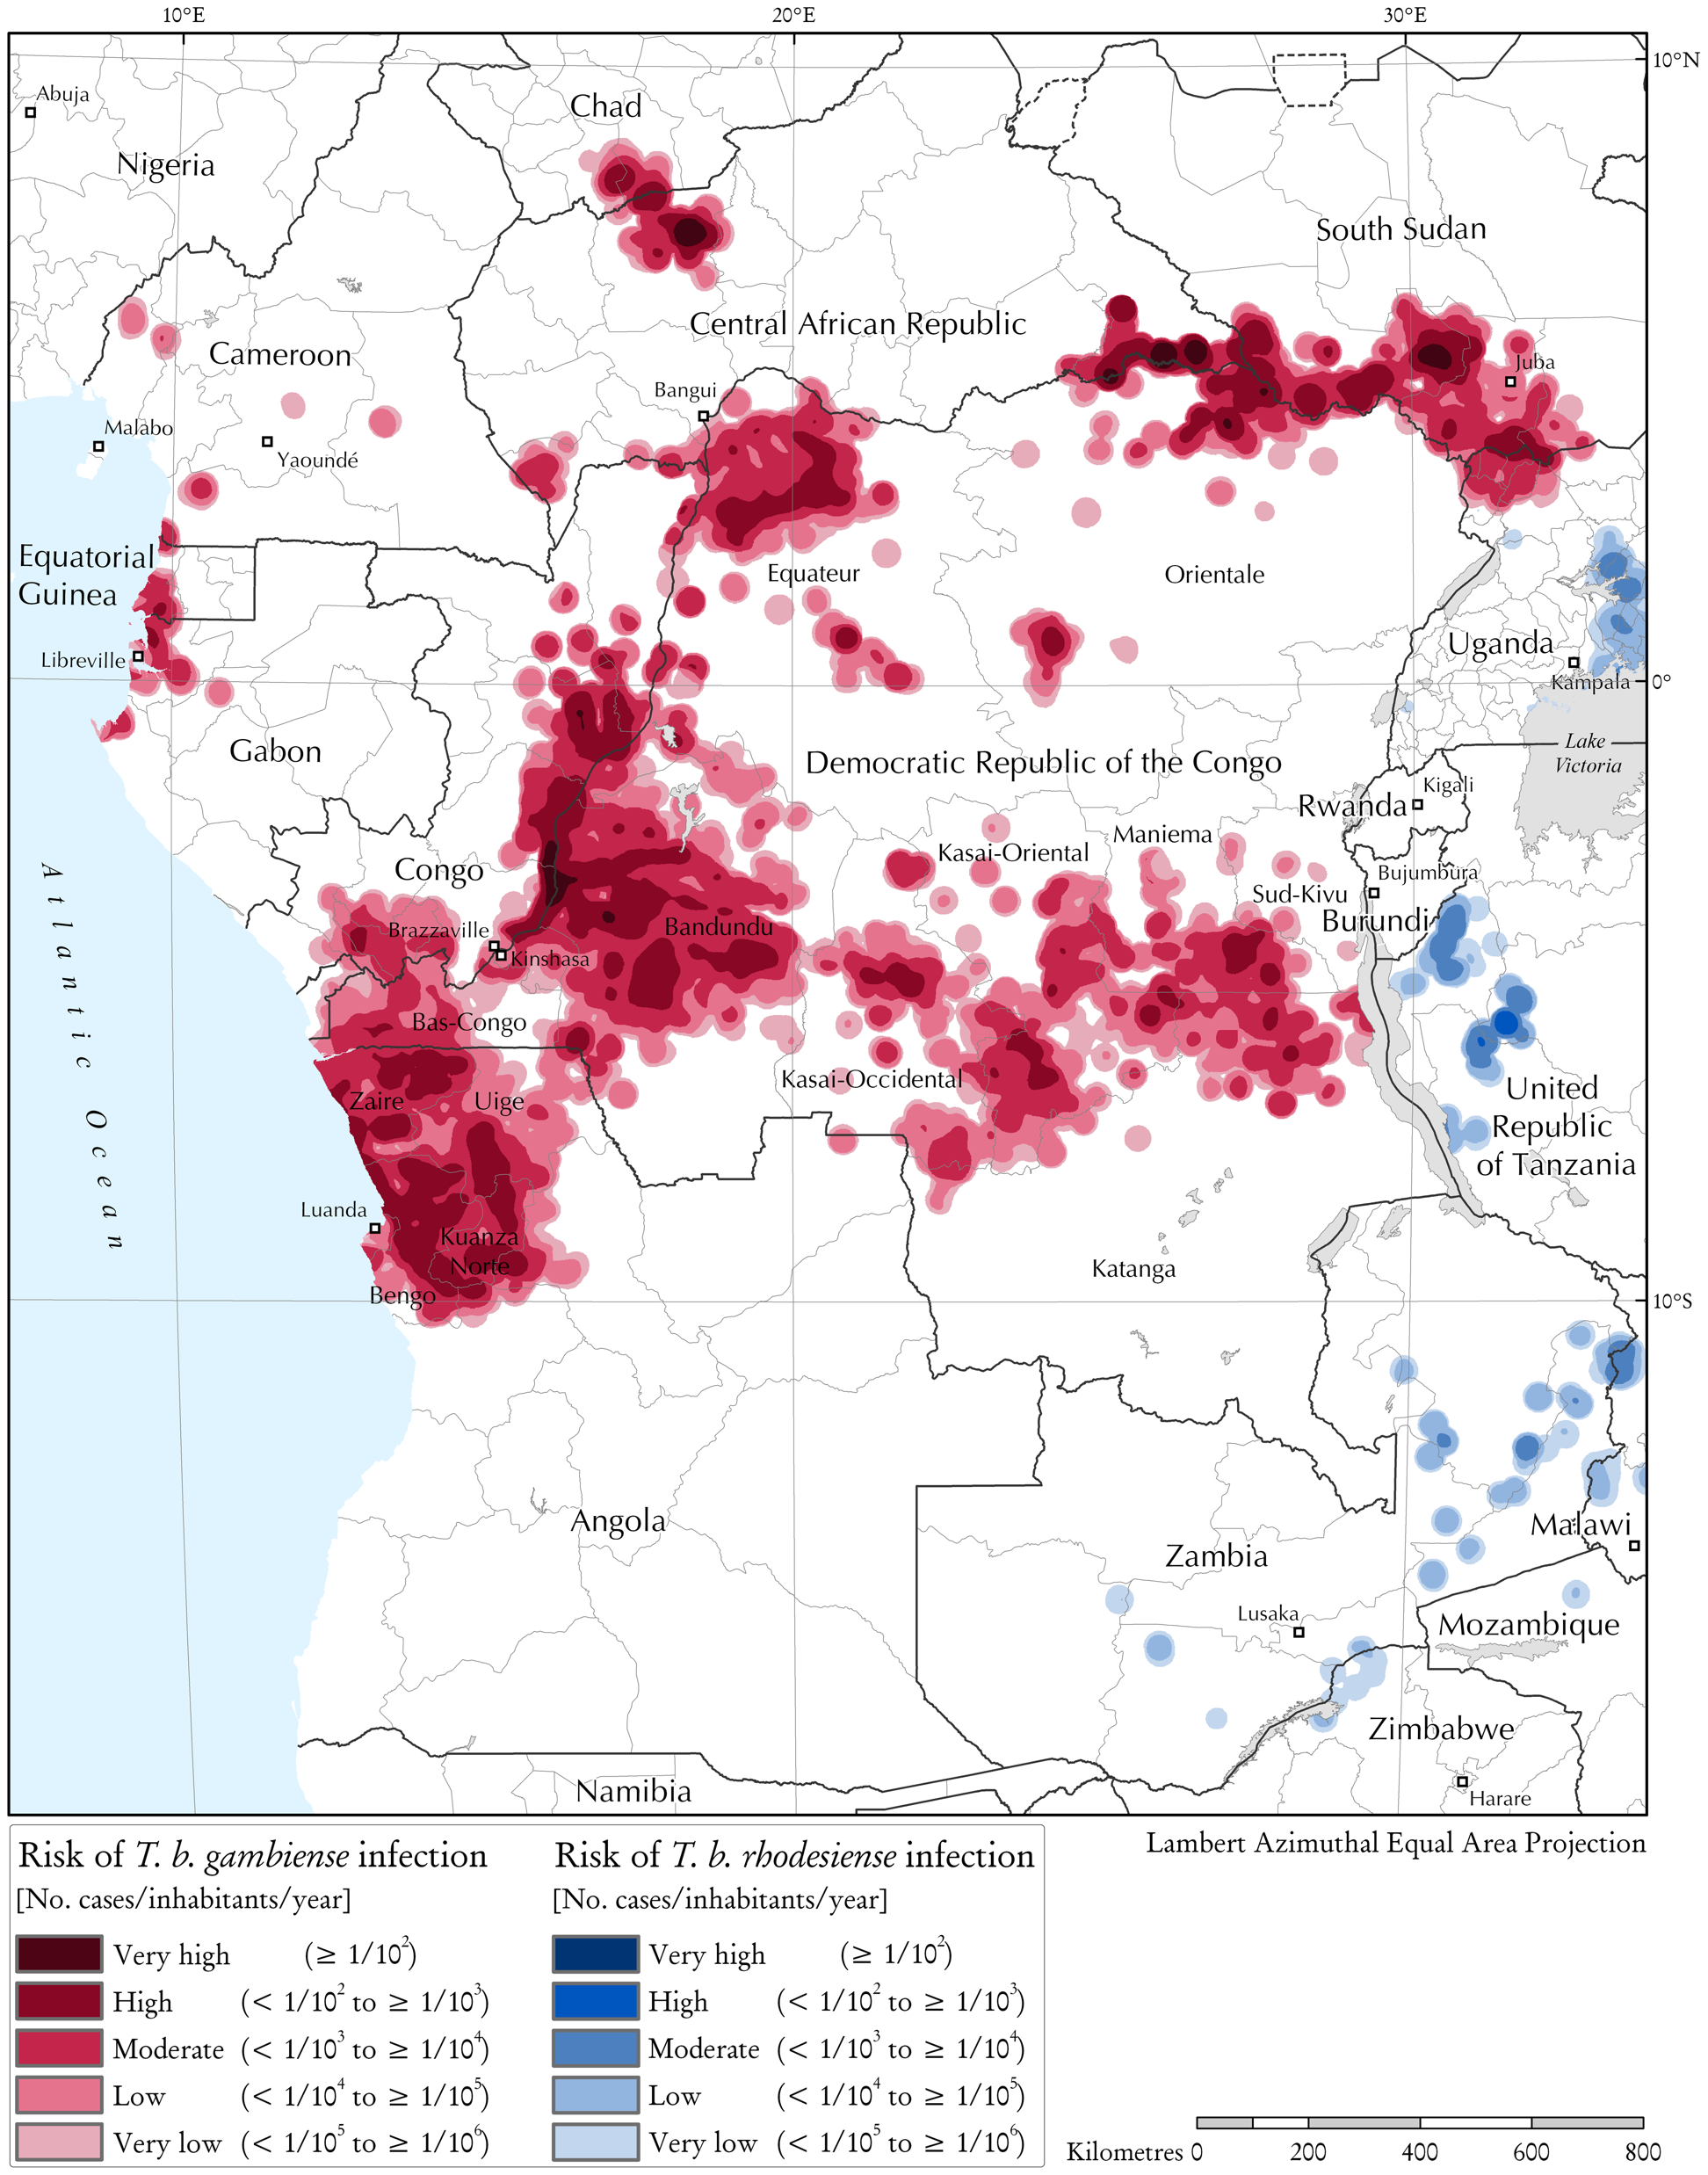 10°E
20°E
30°E
10°N
Abuja
Chad
Nigeria
South Sudan
Central African Republic
Cameroon
Juba
Bangui
Malabo
Yaoundé
Equatorial
Guinea
Equateur
Orientale
Uganda
Libreville
Kampala
0°
Gabon
Lake
Victoria
Democratic Republic of the Congo
Kigali
Rwanda
Maniema
Kasai-Oriental
Congo
Bujumbura
Sud-Kivu
Burundi
Bandundu
Brazzaville
Kinshasa
Atlantic Ocean
Bas-Congo
Kasai-Occidental
United
Republic
of Tanzania
Zaire
Uige
Luanda
Kuanza
Norte
Katanga
Bengo
10°S
Angola
Malawi
Zambia
Lusaka
Mozambique
Zimbabwe
Namibia
Harare
Lambert Azimuthal Equal Area Projection
Risk of T. b. gambiense infection
[No. cases/inhabitants/year]
Very high (≥ 1/10²)
High (< 1/10² to ≥ 1/10³)
Moderate (< 1/10³ to ≥ 1/10⁴)
Low (< 1/10⁴ to ≥ 1/10⁵)
Very low (< 1/10⁵ to ≥ 1/10⁶)
Risk of T. b. rhodesiense infection
[No. cases/inhabitants/year]
Very high (≥ 1/10²)
High (< 1/10² to ≥ 1/10³)
Moderate (< 1/10³ to ≥ 1/10⁴)
Low (< 1/10⁴ to ≥ 1/10⁵)
Very low (< 1/10⁵ to ≥ 1/10⁶)
Kilometres 0 200 400 600 800